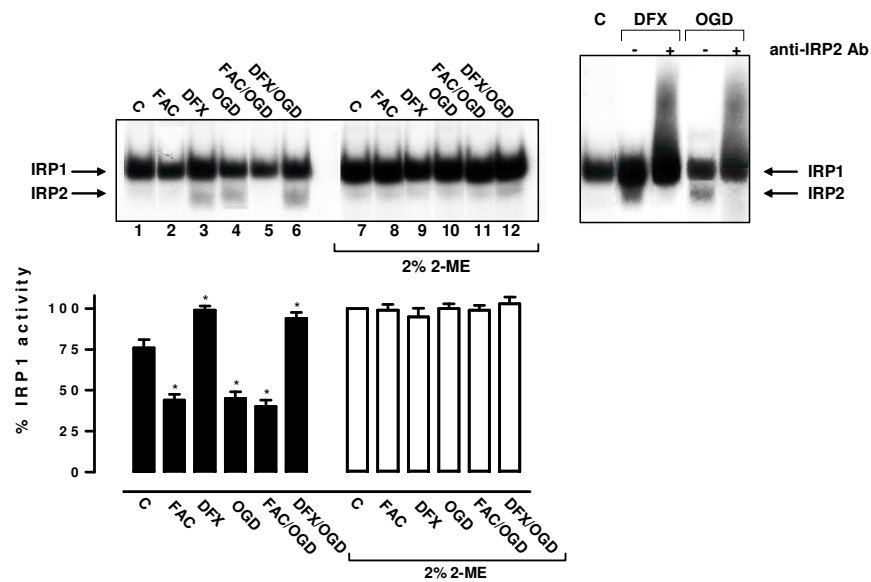 C DFX OGD
- + - + anti-IRP2 Ab
C FAC DFX OGD FAC/OGD DFX/OGD C FAC DFX OGD FAC/OGD DFX/OGD
IRP1 IRP1
IRP2 IRP2
1 2 3 4 5 6 7 8 9 10 11 12
2% 2-ME
% IRP1 activity
100
75
50
25
0
* * * * *
C FAC DFX OGD FAC/OGD DFX/OGD C FAC DFX OGD FAC/OGD DFX/OGD
2% 2-ME